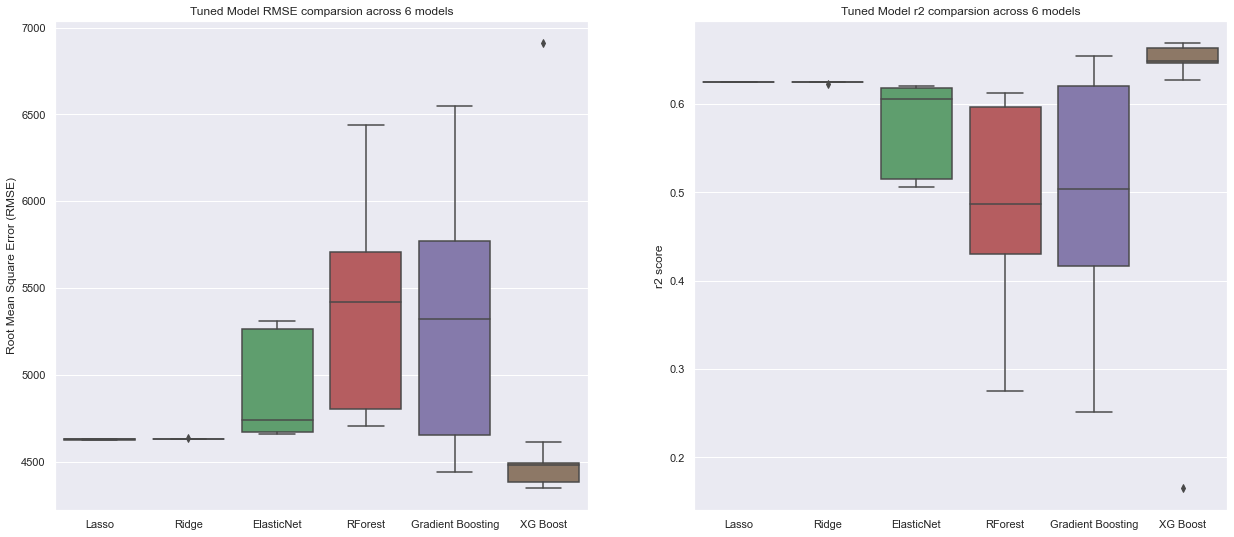 Tuned Model RMSE comparsion across 6 models
Root Mean Square Error (RMSE)
7000
6500
6000
5500
5000
4500
Lasso Ridge ElasticNet RForest Gradient Boosting XG Boost
Tuned Model r2 comparsion across 6 models
r2 score
0.6
0.5
0.4
0.3
0.2
Lasso Ridge ElasticNet RForest Gradient Boosting XG Boost